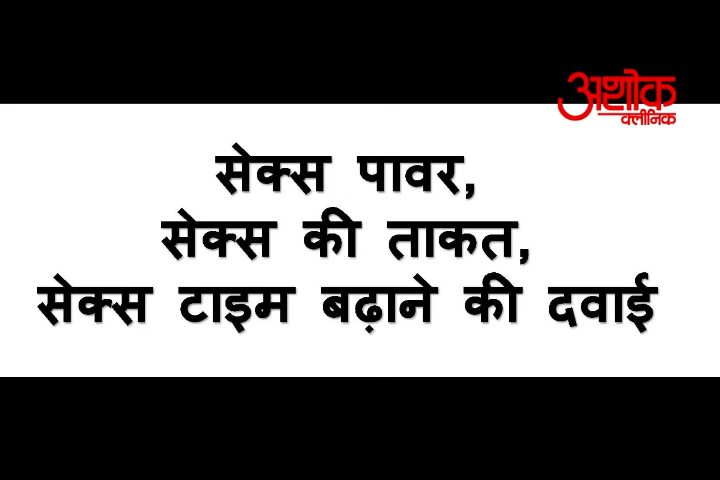 अशोक
क्लीनिक
सेक्स पावर,
सेक्स की ताकत,
सेक्स टाइम बढ़ाने की दवाई